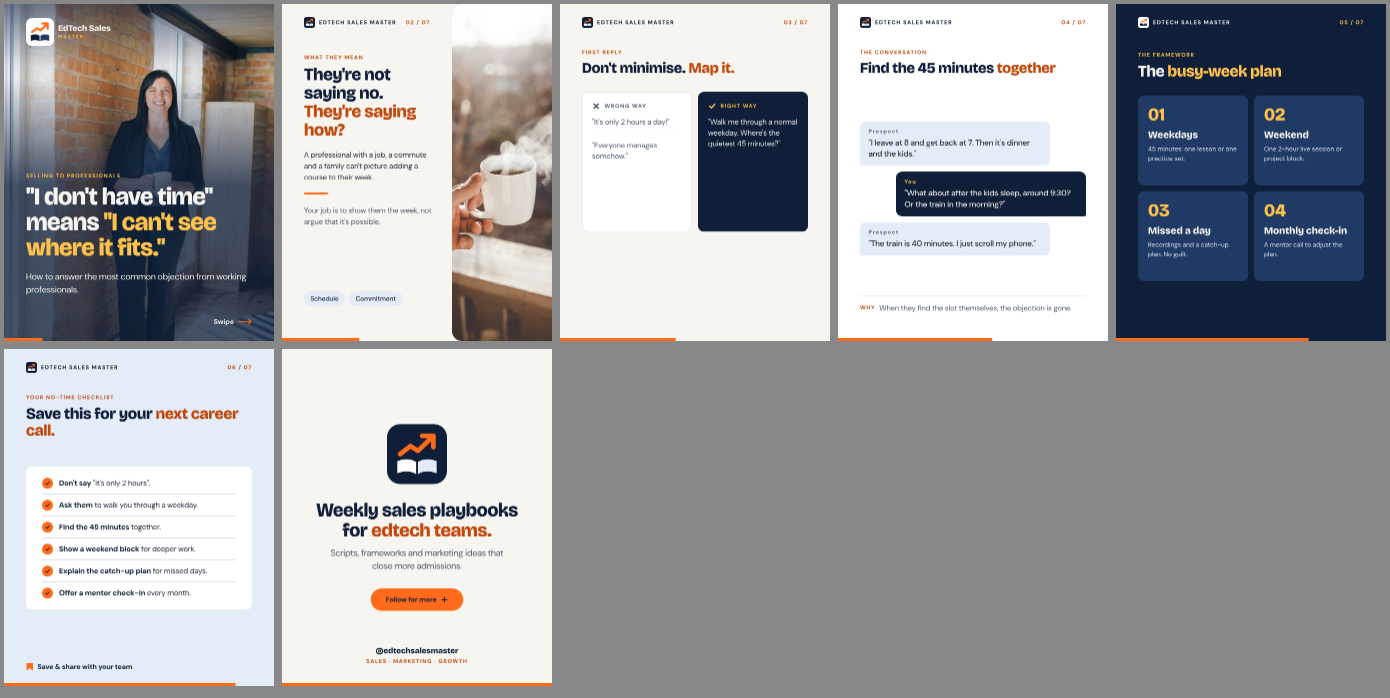 EdTech Sales
MASTER
SELLING TO PROFESSIONALS
"I don't have time"
means "I can't see
where it fits."
How to answer the most common objection from working
professionals.
Swipe
EDTECH SALES MASTER 02 / 07
WHAT THEY MEAN
They're not
saying no.
They're saying
how?
A professional with a job, a commute
and a family can't picture adding a
course to their week.
Your job is to show them the week, not
argue that it's possible.
Schedule Commitment
EDTECH SALES MASTER 03 / 07
FIRST REPLY
Don't minimise. Map it.
WRONG WAY
"It's only 2 hours a day!"
"Everyone manages
somehow."
RIGHT WAY
"Walk me through a normal
weekday. Where's the
quietest 45 minutes?"
EDTECH SALES MASTER 04 / 07
THE CONVERSATION
Find the 45 minutes together
Prospect
"I leave at 8 and get back at 7. Then it's dinner
and the kids."
You
"What about after the kids sleep, around 9:30?
Or the train in the morning?"
Prospect
"The train is 40 minutes. I just scroll my phone."
WHY When they find the slot themselves, the objection is gone.
EDTECH SALES MASTER 05 / 07
THE FRAMEWORK
The busy-week plan
01
Weekdays
45 minutes: one lesson or one
practice set.
02
Weekend
One 2-hour live session or
project block.
03
Missed a day
Recordings and a catch-up
plan. No guilt.
04
Monthly check-in
A mentor call to adjust the
plan.
EDTECH SALES MASTER 06 / 07
YOUR NO-TIME CHECKLIST
Save this for your next career
call.
Don't say "it's only 2 hours".
Ask them to walk you through a weekday.
Find the 45 minutes together.
Show a weekend block for deeper work.
Explain the catch-up plan for missed days.
Offer a mentor check-in every month.
Save & share with your team
Weekly sales playbooks
for edtech teams.
Scripts, frameworks and marketing ideas that
close more admissions.
Follow for more +
@edtechsalesmaster
SALES · MARKETING · GROWTH